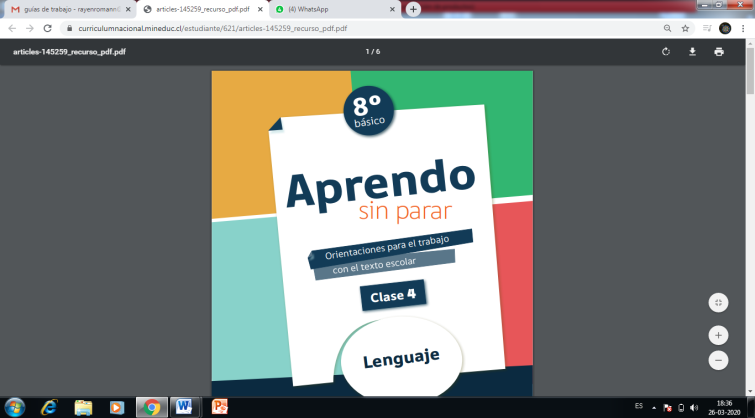 guías de trabajo - rayenromann
articles-145259_recurso_pdf.pdf
(4) WhatsApp
curriculumnacional.mineduc.cl/estudiante/621/articles-145259_recurso_pdf.pdf
articles-145259_recurso_pdf.pdf
1 / 6
8º
básico
Aprendo
sin parar
Orientaciones para el trabajo
con el texto escolar
Clase 4
Lenguaje
ES
18:36
26-03-2020